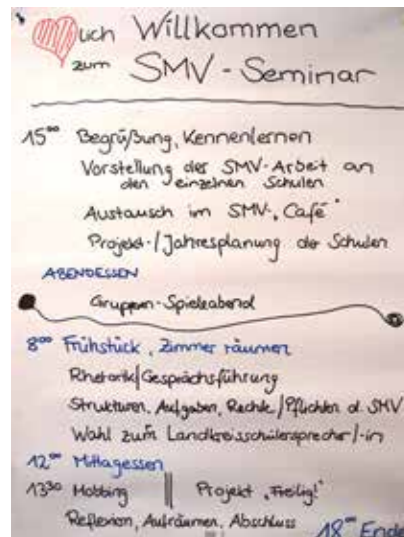 uch Willkommen
zum SMV-Seminar
15⁰⁰ Begrüßung, Kennenlernen
Vorstellung der SMV-Arbeit an
den einzelnen Schulen
Austausch im SMV-„Café“
Projekt-/Jahresplanung der Schulen
ABENDESSEN
Gruppen-Spieleabend
8⁰⁰ Frühstück, Zimmer räumen
Rhetorik/Gesprächsführung
Strukturen, Aufgaben, Rechte/Pflichten d. SMV
Wahl zum Landkreisschülersprecher/-in
12⁰⁰ Mittagessen
13³⁰ Mobbing || Projekt
Reflexion, Aufräumen, Abschluss 18⁰⁰ Ende